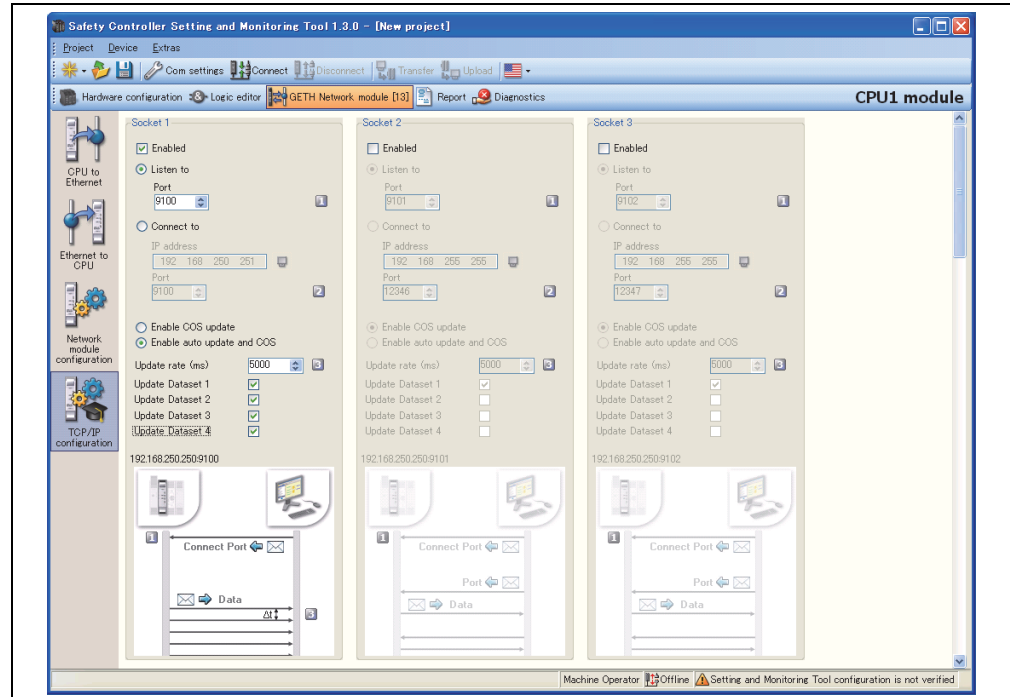 Safety Controller Setting and Monitoring Tool 1.3.0 - [New project]
Project Device Extras
Com settings Connect Disconnect Transfer Upload
Hardware configuration Logic editor GETH Network module [13] Report Diagnostics CPU1 module
CPU to Ethernet
Ethernet to CPU
Network module configuration
TCP/IP configuration
Socket 1
Enabled
Listen to
Port
9100
1
Connect to
IP address
192 168 250 251
Port
9100
2
Enable COS update
Enable auto update and COS
Update rate (ms) 5000 3
Update Dataset 1
Update Dataset 2
Update Dataset 3
Update Dataset 4
192.168.250.250:9100
1
Connect Port
Data
Δt 3
Socket 2
Enabled
Listen to
Port
9101
1
Connect to
IP address
192 168 255 255
Port
12346
2
Enable COS update
Enable auto update and COS
Update rate (ms) 5000 3
Update Dataset 1
Update Dataset 2
Update Dataset 3
Update Dataset 4
192.168.250.250:9101
1
Connect Port
Port
Data
Socket 3
Enabled
Listen to
Port
9102
1
Connect to
IP address
192 168 255 255
Port
12347
2
Enable COS update
Enable auto update and COS
Update rate (ms) 5000 3
Update Dataset 1
Update Dataset 2
Update Dataset 3
Update Dataset 4
192.168.250.250:9102
1
Connect Port
Port
Data
Machine Operator Offline Setting and Monitoring Tool configuration is not verified